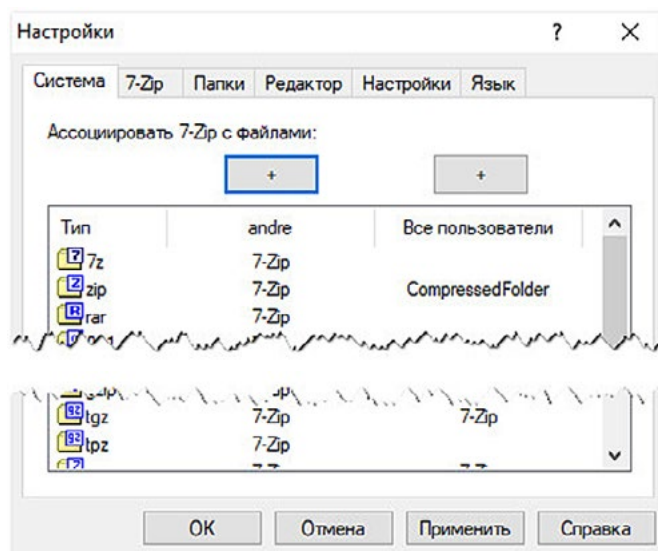 Настройки ? ×
Система 7-Zip Папки Редактор Настройки Язык
Ассоциировать 7-Zip с файлами:
+ +
Тип andre Все пользователи
7z 7-Zip
zip 7-Zip CompressedFolder
rar 7-Zip
tgz 7-Zip 7-Zip
tpz 7-Zip
OK Отмена Применить Справка